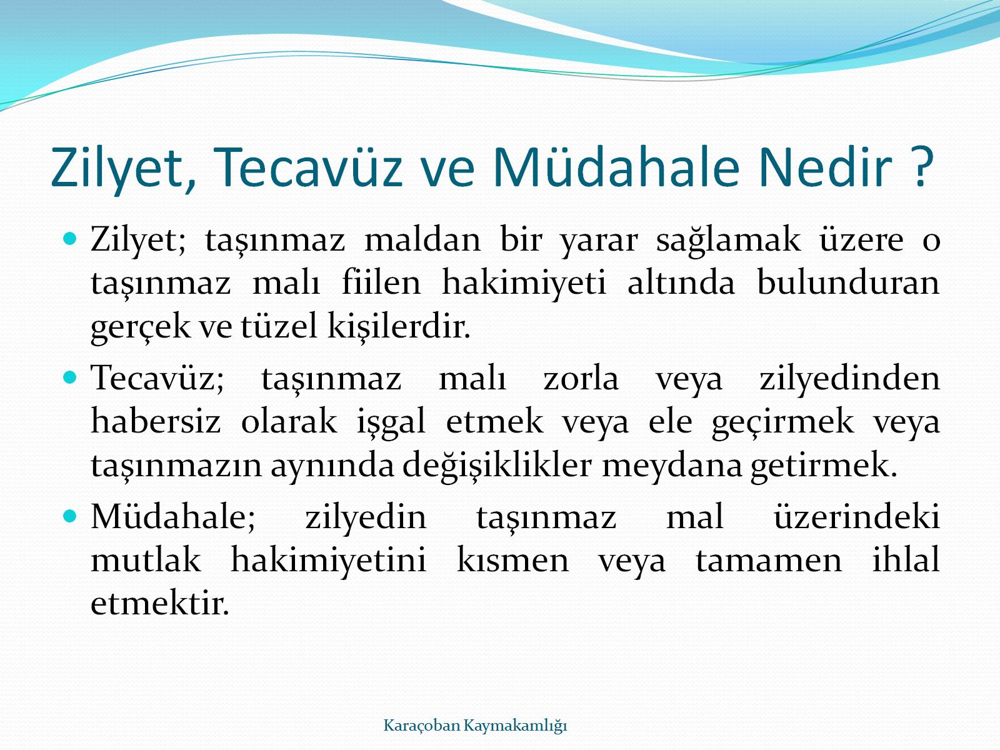 Zilyet, Tecavüz ve Müdahale Nedir ?
Zilyet; taşınmaz maldan bir yarar sağlamak üzere o
taşınmaz malı fiilen hakimiyeti altında bulunduran
gerçek ve tüzel kişilerdir.
Tecavüz; taşınmaz malı zorla veya zilyedinden
habersiz olarak işgal etmek veya ele geçirmek veya
taşınmazın aynında değişiklikler meydana getirmek.
Müdahale; zilyedin taşınmaz mal üzerindeki
mutlak hakimiyetini kısmen veya tamamen ihlal
etmektir.
Karaçoban Kaymakamlığı